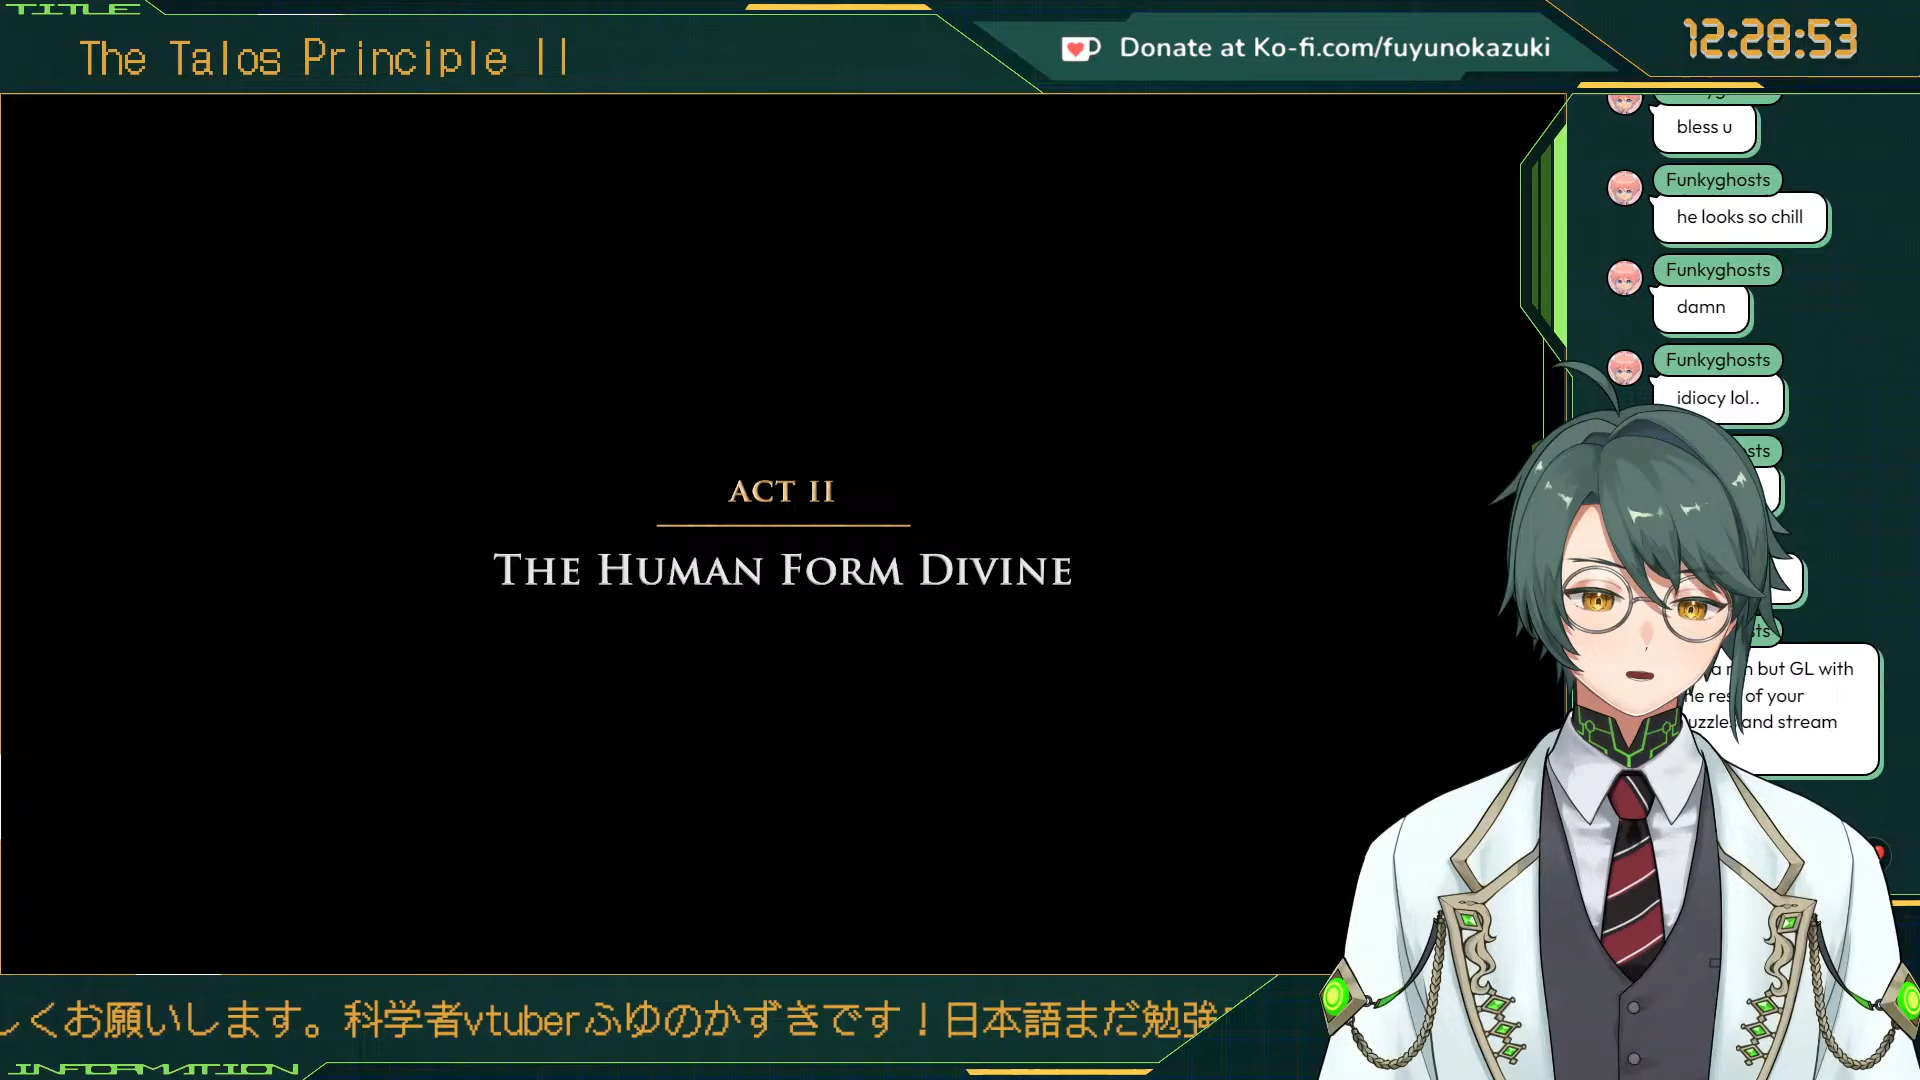 TITLE
The Talos Principle II
Donate at Ko-fi.com/fuyunokazuki
12:28:53
bless u
Funkyghosts
he looks so chill
Funkyghosts
damn
Funkyghosts
idiocy lol..
but GL with
of your
and stream
ACT II
THE HUMAN FORM DIVINE
しくお願いします。科学者vtuberふゆのかずきです！日本語まだ勉強
INFORMATION